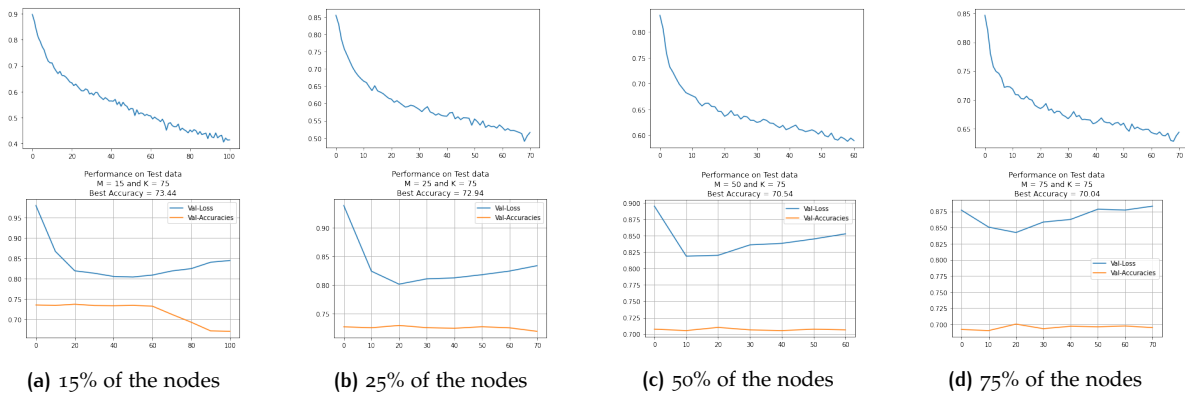 0.9
0.8
0.7
0.6
0.5
0.4
0 20 40 60 80 100
Performance on Test data
M = 15 and K = 75
Best Accuracy = 73.44
Val-Loss
Val-Accuracies
0.95
0.90
0.85
0.80
0.75
0.70
0 20 40 60 80 100
(a) 15% of the nodes
0.85
0.80
0.75
0.70
0.65
0.60
0.55
0.50
0 10 20 30 40 50 60 70
Performance on Test data
M = 25 and K = 75
Best Accuracy = 72.94
Val-Loss
Val-Accuracies
0.90
0.85
0.80
0.75
0 10 20 30 40 50 60 70
(b) 25% of the nodes
0.80
0.75
0.70
0.65
0.60
0 10 20 30 40 50 60
Performance on Test data
M = 50 and K = 75
Best Accuracy = 70.54
Val-Loss
Val-Accuracies
0.900
0.875
0.850
0.825
0.800
0.775
0.750
0.725
0.700
0 10 20 30 40 50 60
(c) 50% of the nodes
0.85
0.80
0.75
0.70
0.65
0 10 20 30 40 50 60 70
Performance on Test data
M = 75 and K = 75
Best Accuracy = 70.04
Val-Loss
Val-Accuracies
0.875
0.850
0.825
0.800
0.775
0.750
0.725
0.700
0 10 20 30 40 50 60 70
(d) 75% of the nodes